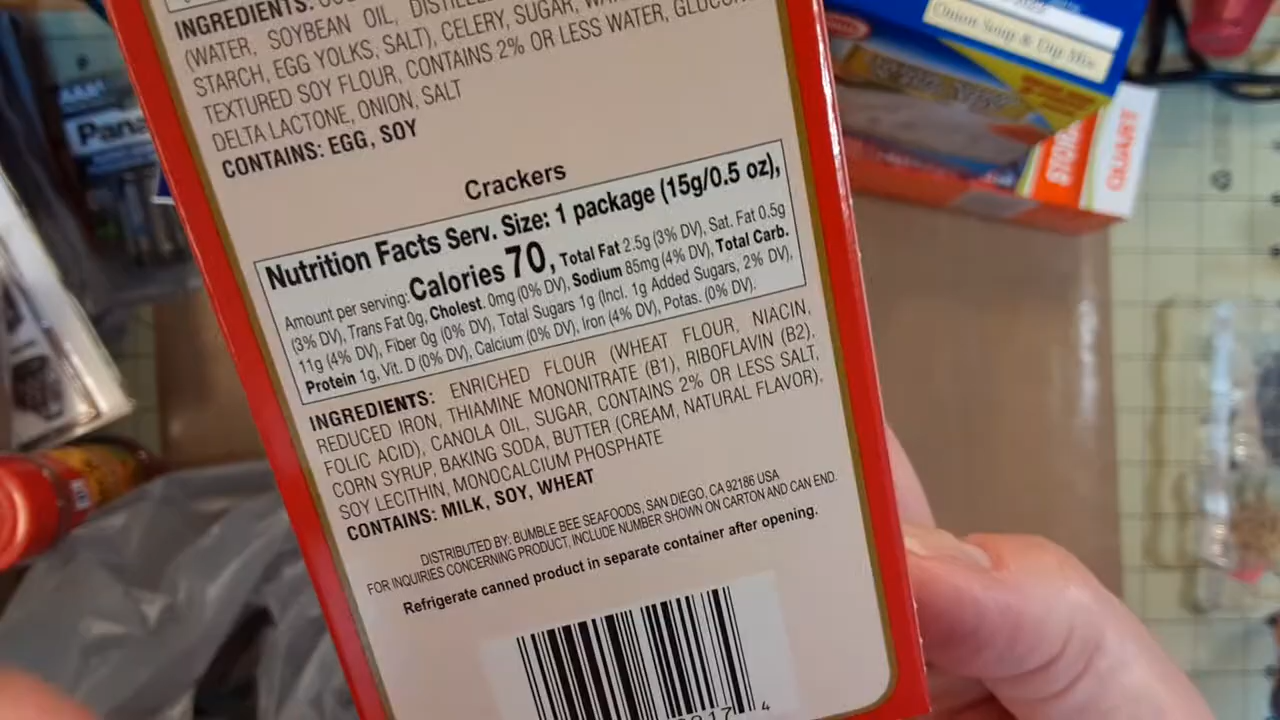 INGREDIENTS:
(WATER, SOYBEAN OIL,
STARCH, EGG YOLKS, SALT), CELERY, SUGAR,
TEXTURED SOY FLOUR, CONTAINS 2% OR LESS WATER,
DELTA LACTONE, ONION, SALT
CONTAINS: EGG, SOY
Crackers
Nutrition Facts Serv. Size: 1 package (15g/0.5 oz),
Amount per serving: Calories 70, Total Fat 2.5g (3% DV), Sat. Fat 0.5g
(3% DV), Trans Fat 0g, Cholest. 0mg (0% DV), Sodium 85mg (4% DV), Total Carb.
11g (4% DV), Fiber 0g (0% DV), Total Sugars 1g (Incl. 1g Added Sugars, 2% DV),
Protein 1g, Vit. D (0% DV), Calcium (0% DV), Iron (4% DV), Potas. (0% DV).
INGREDIENTS: ENRICHED FLOUR (WHEAT FLOUR, NIACIN,
REDUCED IRON, THIAMINE MONONITRATE (B1), RIBOFLAVIN (B2),
FOLIC ACID), CANOLA OIL, SUGAR, CONTAINS 2% OR LESS SALT,
CORN SYRUP, BAKING SODA, BUTTER (CREAM, NATURAL FLAVOR),
SOY LECITHIN, MONOCALCIUM PHOSPHATE
CONTAINS: MILK, SOY, WHEAT
DISTRIBUTED BY: BUMBLE BEE SEAFOODS, SAN DIEGO, CA 92186 USA
FOR INQUIRIES CONCERNING PRODUCT, INCLUDE NUMBER SHOWN ON CARTON AND CAN END.
Refrigerate canned product in separate container after opening.
4
Pana
Onion Soup & Dip Mix
QUART